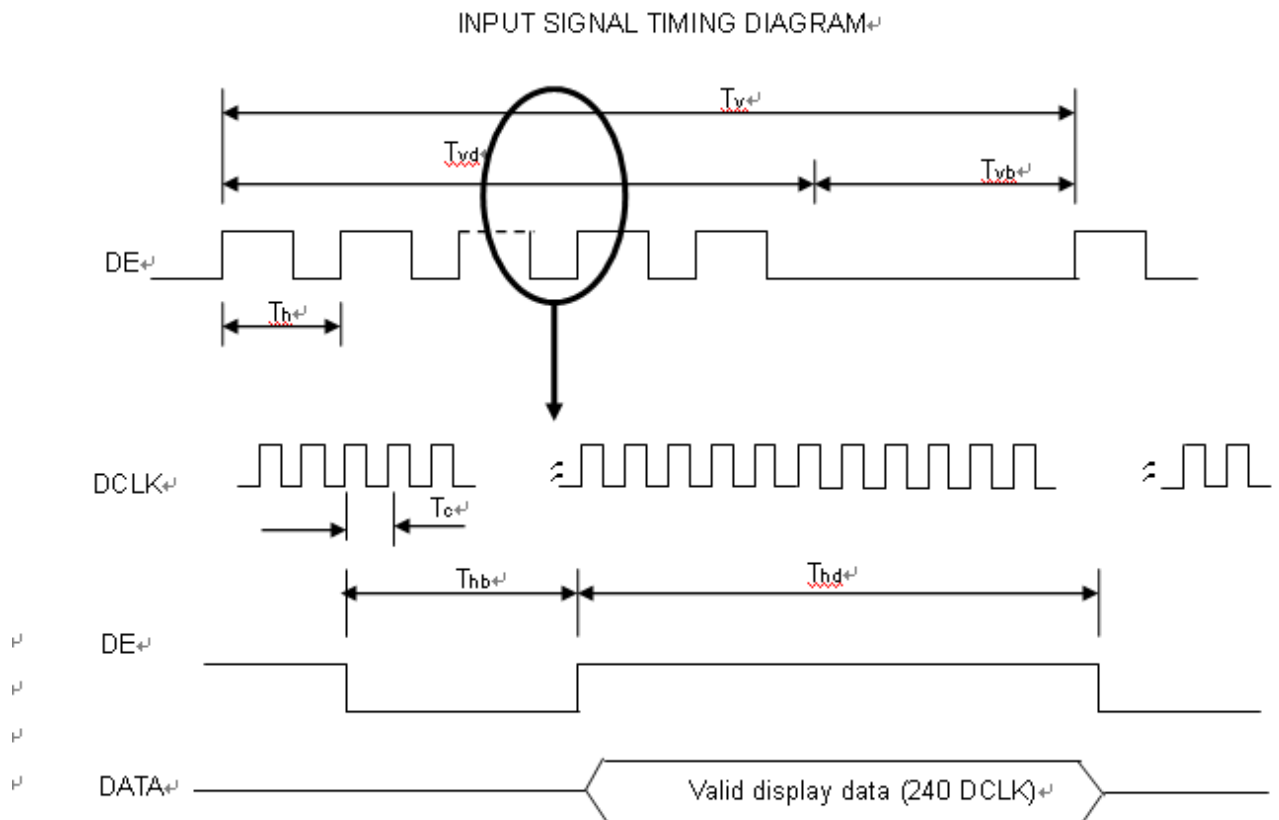 INPUT SIGNAL TIMING DIAGRAM↵
Tv↵
Tvd↵
Tvb↵
DE↵
Th↵
DCLK↵
Tc↵
Thb↵
Thd↵
↵
DE↵
↵
↵
↵
DATA↵
Valid display data (240 DCLK)↵